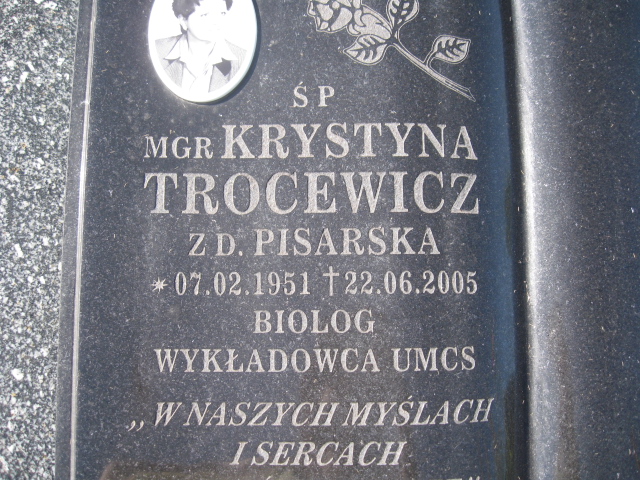 ŚP
MGR KRYSTYNA
TROCEWICZ
Z D. PISARSKA
* 07.02.1951 † 22.06.2005
BIOLOG
WYKŁADOWCA UMCS
„W NASZYCH MYŚLACH
I SERCACH